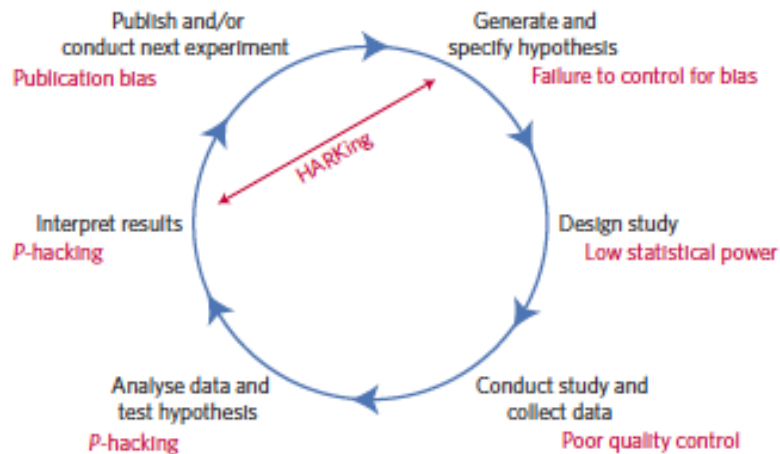 Publish and/or
conduct next experiment
Publication bias
Generate and
specify hypothesis
Failure to control for bias
HARKing
Interpret results
P-hacking
Design study
Low statistical power
Analyse data and
test hypothesis
P-hacking
Conduct study and
collect data
Poor quality control